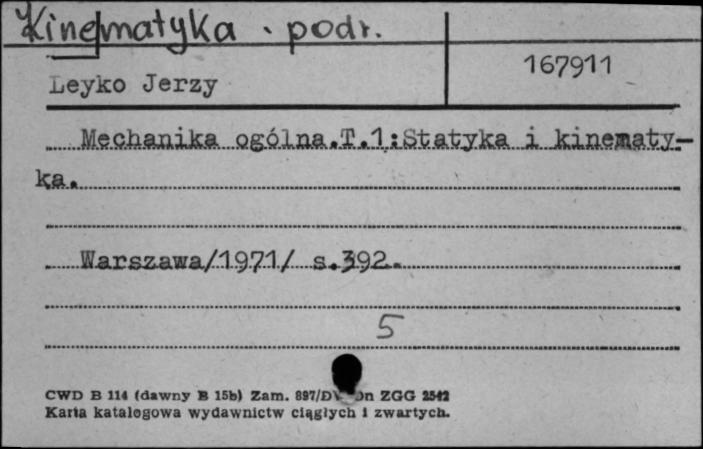 Kinematyka . podr.
Leyko Jerzy
167911
Mechanika ogólna.T.1:Statyka i kinematy-
ka.
Warszawa/1971/ s.392.
5
CWD B 114 (dawny B 15b) Zam. 897/D ZGG 2542
Karta katalogowa wydawnictw ciągłych i zwartych.